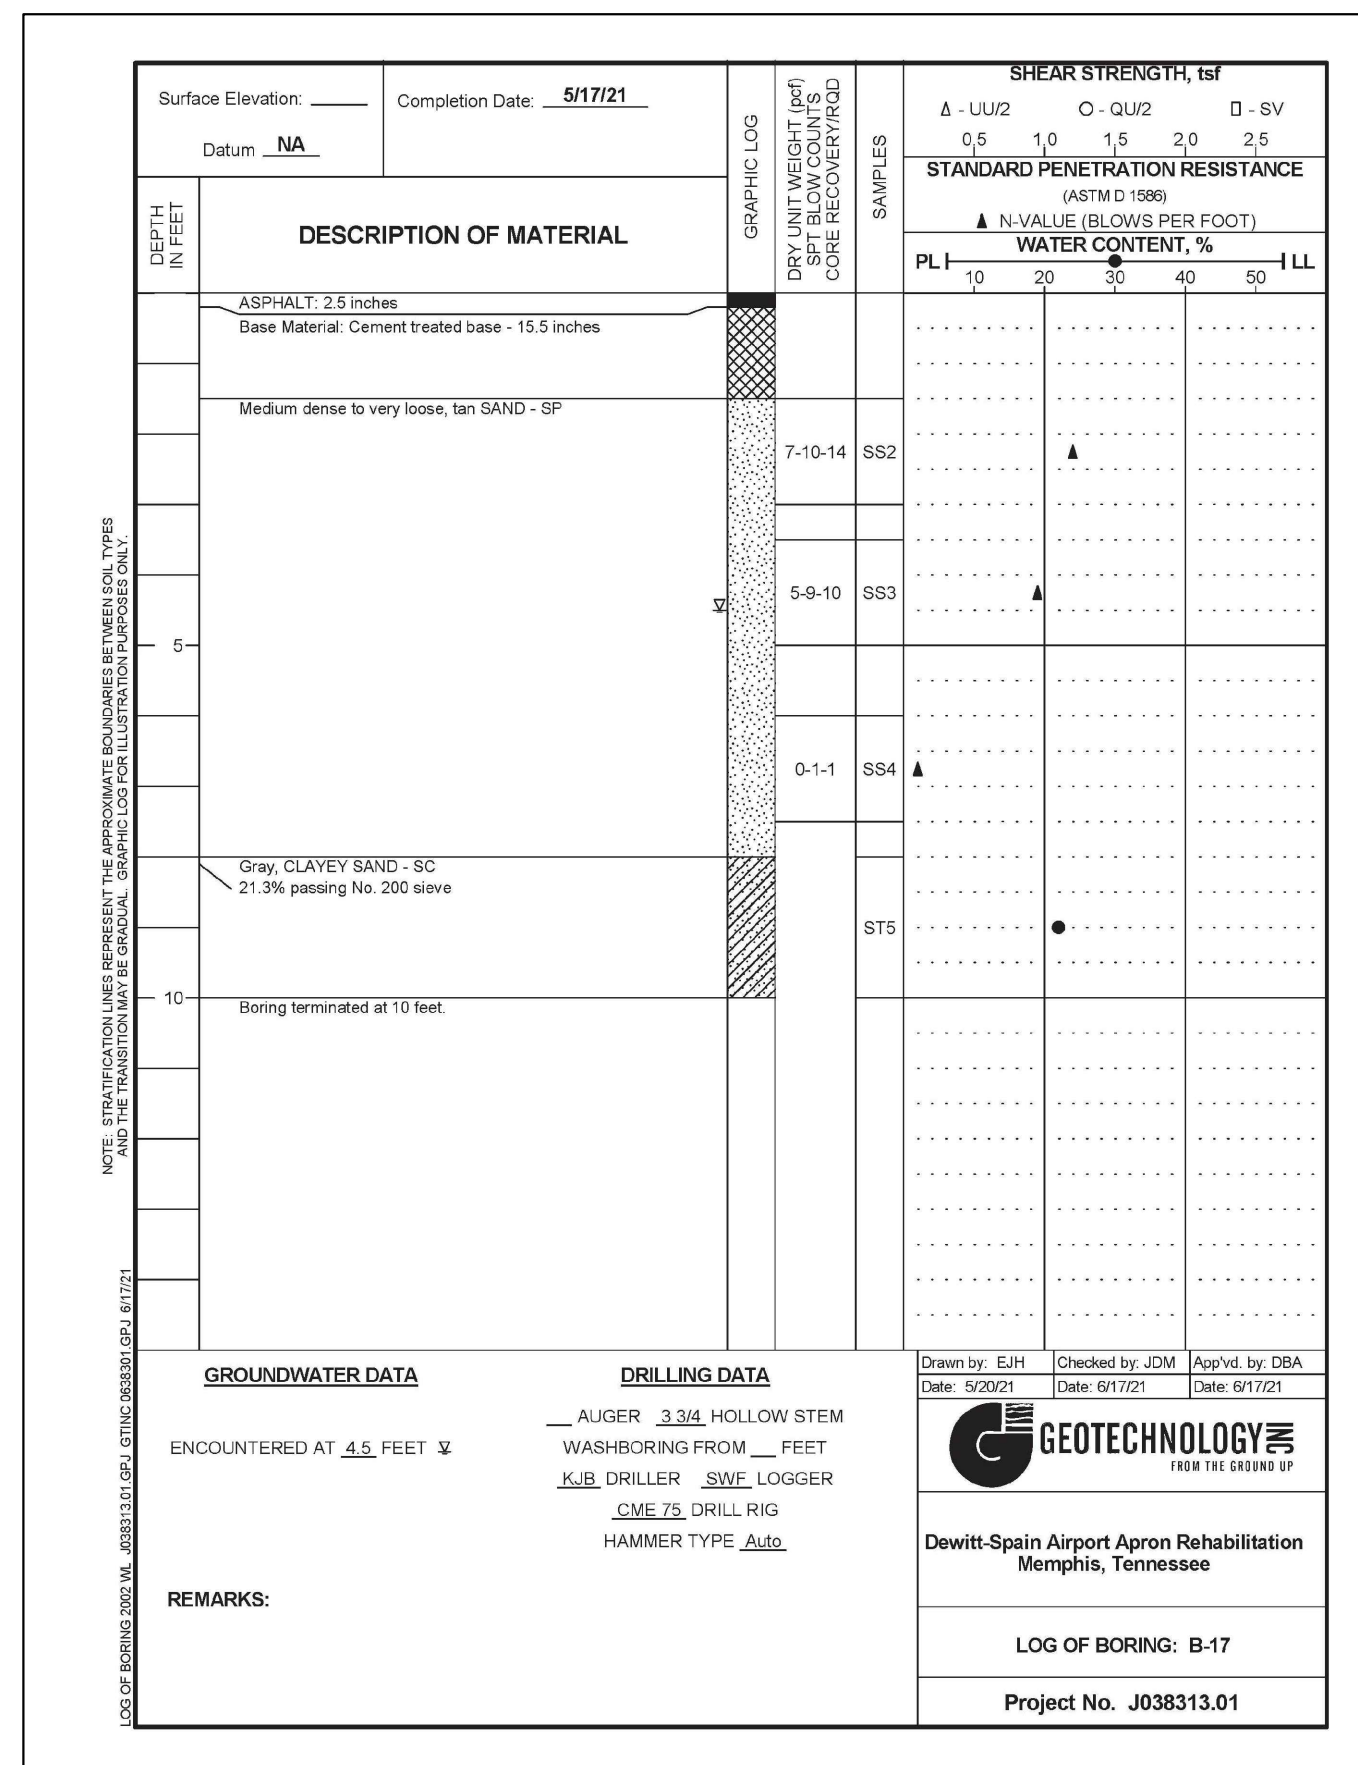 Surface Elevation: ______
Completion Date: 5/17/21
Datum NA
DEPTH
IN FEET
DESCRIPTION OF MATERIAL
GRAPHIC LOG
DRY UNIT WEIGHT (pcf)
SPT BLOW COUNTS
CORE RECOVERY/RQD
SAMPLES
SHEAR STRENGTH, tsf
Δ - UU/2 ○ - QU/2 □ - SV
0,5 1,0 1,5 2,0 2,5
STANDARD PENETRATION RESISTANCE
(ASTM D 1586)
▲ N-VALUE (BLOWS PER FOOT)
WATER CONTENT, %
PL LL
10 20 30 40 50
ASPHALT: 2.5 inches
Base Material: Cement treated base - 15.5 inches
Medium dense to very loose, tan SAND - SP
7-10-14 SS2
5-9-10 SS3
5
0-1-1 SS4
Gray, CLAYEY SAND - SC
21.3% passing No. 200 sieve
ST5
10
Boring terminated at 10 feet.
NOTE: STRATIFICATION LINES REPRESENT THE APPROXIMATE BOUNDARIES BETWEEN SOIL TYPES
AND THE TRANSITION MAY BE GRADUAL. GRAPHIC LOG FOR ILLUSTRATION PURPOSES ONLY.
LOG OF BORING 2002 WL J038313.01.GPJ GTINC 0638301.GPJ 6/17/21
GROUNDWATER DATA
ENCOUNTERED AT 4.5 FEET
DRILLING DATA
___ AUGER 3 3/4 HOLLOW STEM
WASHBORING FROM ___ FEET
KJB DRILLER SWF LOGGER
CME 75 DRILL RIG
HAMMER TYPE Auto
REMARKS:
Drawn by: EJH Checked by: JDM App'vd. by: DBA
Date: 5/20/21 Date: 6/17/21 Date: 6/17/21
GEOTECHNOLOGY INC
FROM THE GROUND UP
Dewitt-Spain Airport Apron Rehabilitation
Memphis, Tennessee
LOG OF BORING: B-17
Project No. J038313.01